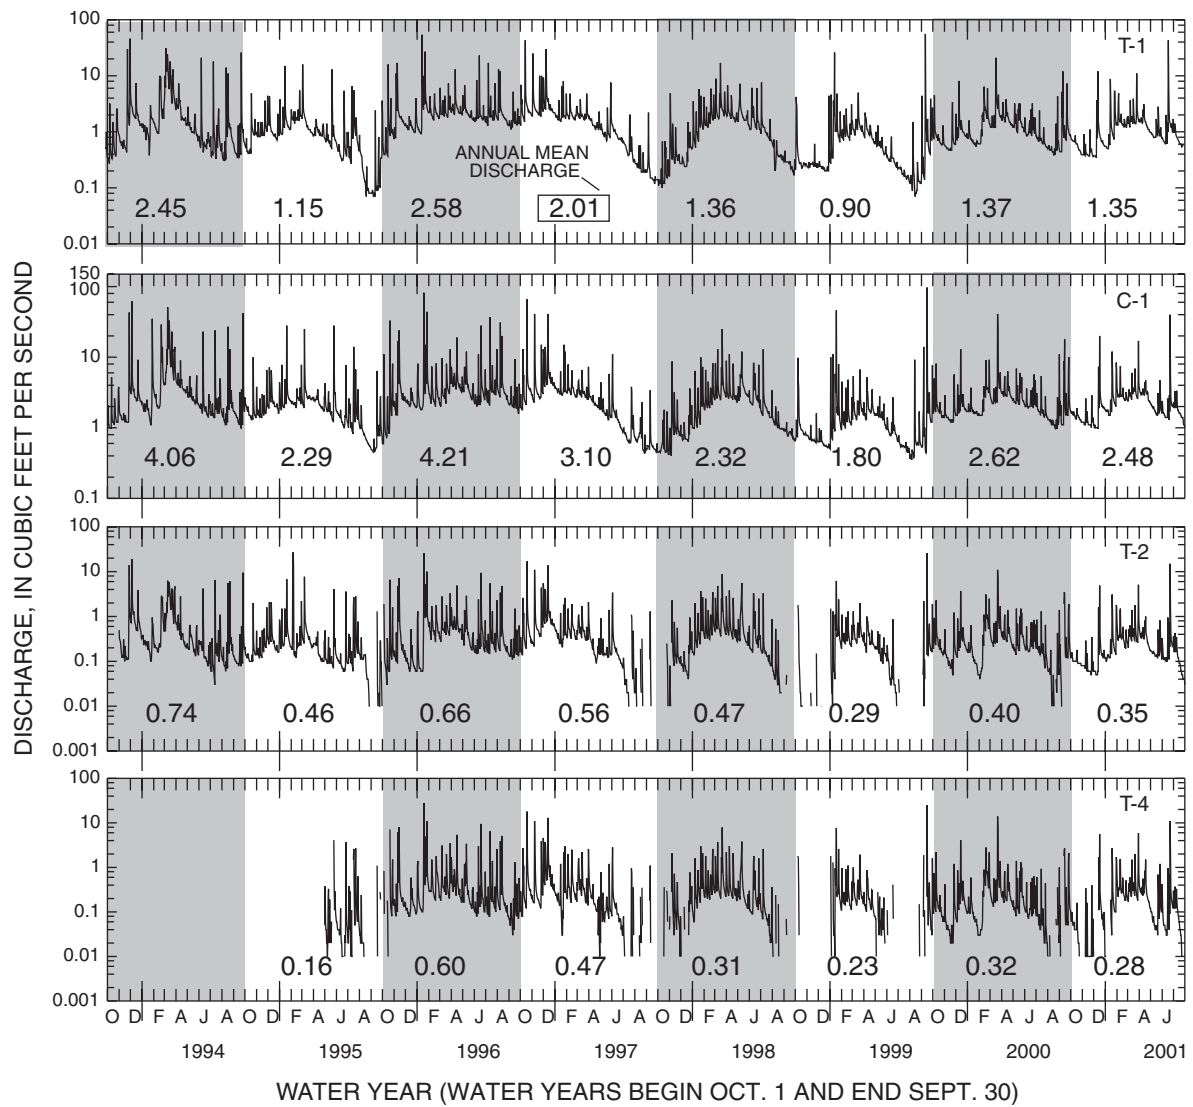 DISCHARGE, IN CUBIC FEET PER SECOND
100
10
1
0.1
0.01
T-1
ANNUAL MEAN
DISCHARGE
2.45 1.15 2.58 2.01 1.36 0.90 1.37 1.35
150
100
10
1
0.1
C-1
4.06 2.29 4.21 3.10 2.32 1.80 2.62 2.48
100
10
1
0.1
0.01
0.001
T-2
0.74 0.46 0.66 0.56 0.47 0.29 0.40 0.35
100
10
1
0.1
0.01
0.001
T-4
0.16 0.60 0.47 0.31 0.23 0.32 0.28
O D F A J A O D F A J A O D F A J A O D F A J A O D F A J A O D F A J A O D F A J A O D F A J
1994 1995 1996 1997 1998 1999 2000 2001
WATER YEAR (WATER YEARS BEGIN OCT. 1 AND END SEPT. 30)